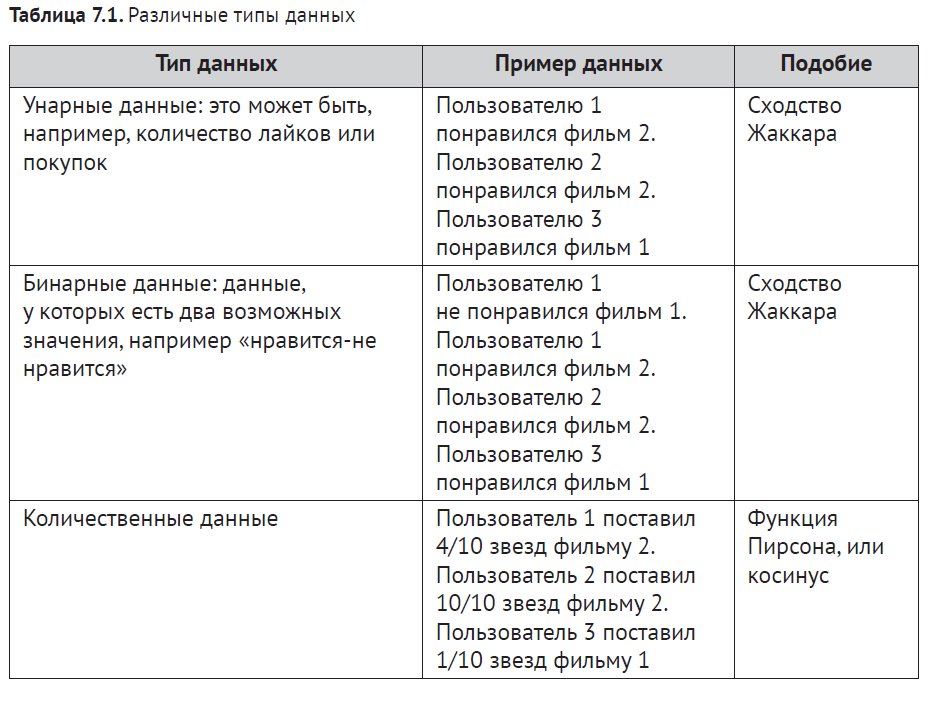 Таблица 7.1. Различные типы данных
Тип данных
Пример данных
Подобие
Унарные данные: это может быть,
например, количество лайков или
покупок
Пользователю 1
понравился фильм 2.
Пользователю 2
понравился фильм 2.
Пользователю 3
понравился фильм 1
Сходство
Жаккара
Бинарные данные: данные,
у которых есть два возможных
значения, например «нравится-не
нравится»
Пользователю 1
не понравился фильм 1.
Пользователю 1
понравился фильм 2.
Пользователю 2
понравился фильм 2.
Пользователю 3
понравился фильм 1
Сходство
Жаккара
Количественные данные
Пользователь 1 поставил
4/10 звезд фильму 2.
Пользователь 2 поставил
10/10 звезд фильму 2.
Пользователь 3 поставил
1/10 звезд фильму 1
Функция
Пирсона, или
косинус